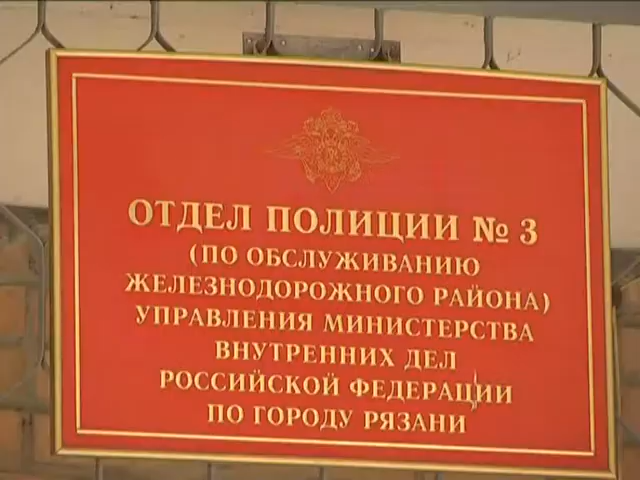 ОТДЕЛ ПОЛИЦИИ № 3
(ПО ОБСЛУЖИВАНИЮ
ЖЕЛЕЗНОДОРОЖНОГО РАЙОНА)
УПРАВЛЕНИЯ МИНИСТЕРСТВА
ВНУТРЕННИХ ДЕЛ
РОССИЙСКОЙ ФЕДЕРАЦИИ
ПО ГОРОДУ РЯЗАНИ